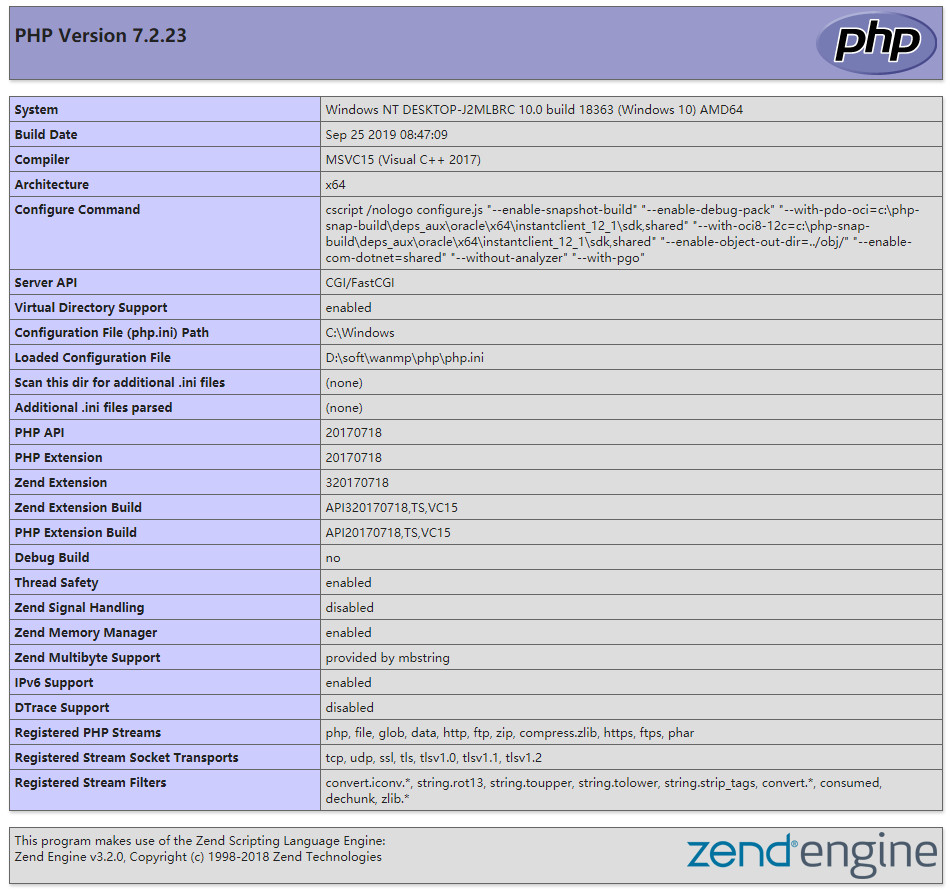 PHP Version 7.2.23
php
System Windows NT DESKTOP-J2MLBRC 10.0 build 18363 (Windows 10) AMD64
Build Date Sep 25 2019 08:47:09
Compiler MSVC15 (Visual C++ 2017)
Architecture x64
Configure Command cscript /nologo configure.js "--enable-snapshot-build" "--enable-debug-pack" "--with-pdo-oci=c:\php-
snap-build\deps_aux\oracle\x64\instantclient_12_1\sdk,shared" "--with-oci8-12c=c:\php-snap-
build\deps_aux\oracle\x64\instantclient_12_1\sdk,shared" "--enable-object-out-dir=../obj/" "--enable-
com-dotnet=shared" "--without-analyzer" "--with-pgo"
Server API CGI/FastCGI
Virtual Directory Support enabled
Configuration File (php.ini) Path C:\Windows
Loaded Configuration File D:\soft\wanmp\php\php.ini
Scan this dir for additional .ini files (none)
Additional .ini files parsed (none)
PHP API 20170718
PHP Extension 20170718
Zend Extension 320170718
Zend Extension Build API320170718,TS,VC15
PHP Extension Build API20170718,TS,VC15
Debug Build no
Thread Safety enabled
Zend Signal Handling disabled
Zend Memory Manager enabled
Zend Multibyte Support provided by mbstring
IPv6 Support enabled
DTrace Support disabled
Registered PHP Streams php, file, glob, data, http, ftp, zip, compress.zlib, https, ftps, phar
Registered Stream Socket Transports tcp, udp, ssl, tls, tlsv1.0, tlsv1.1, tlsv1.2
Registered Stream Filters convert.iconv.*, string.rot13, string.toupper, string.tolower, string.strip_tags, convert.*, consumed,
dechunk, zlib.*
This program makes use of the Zend Scripting Language Engine:
Zend Engine v3.2.0, Copyright (c) 1998-2018 Zend Technologies
zend® engine